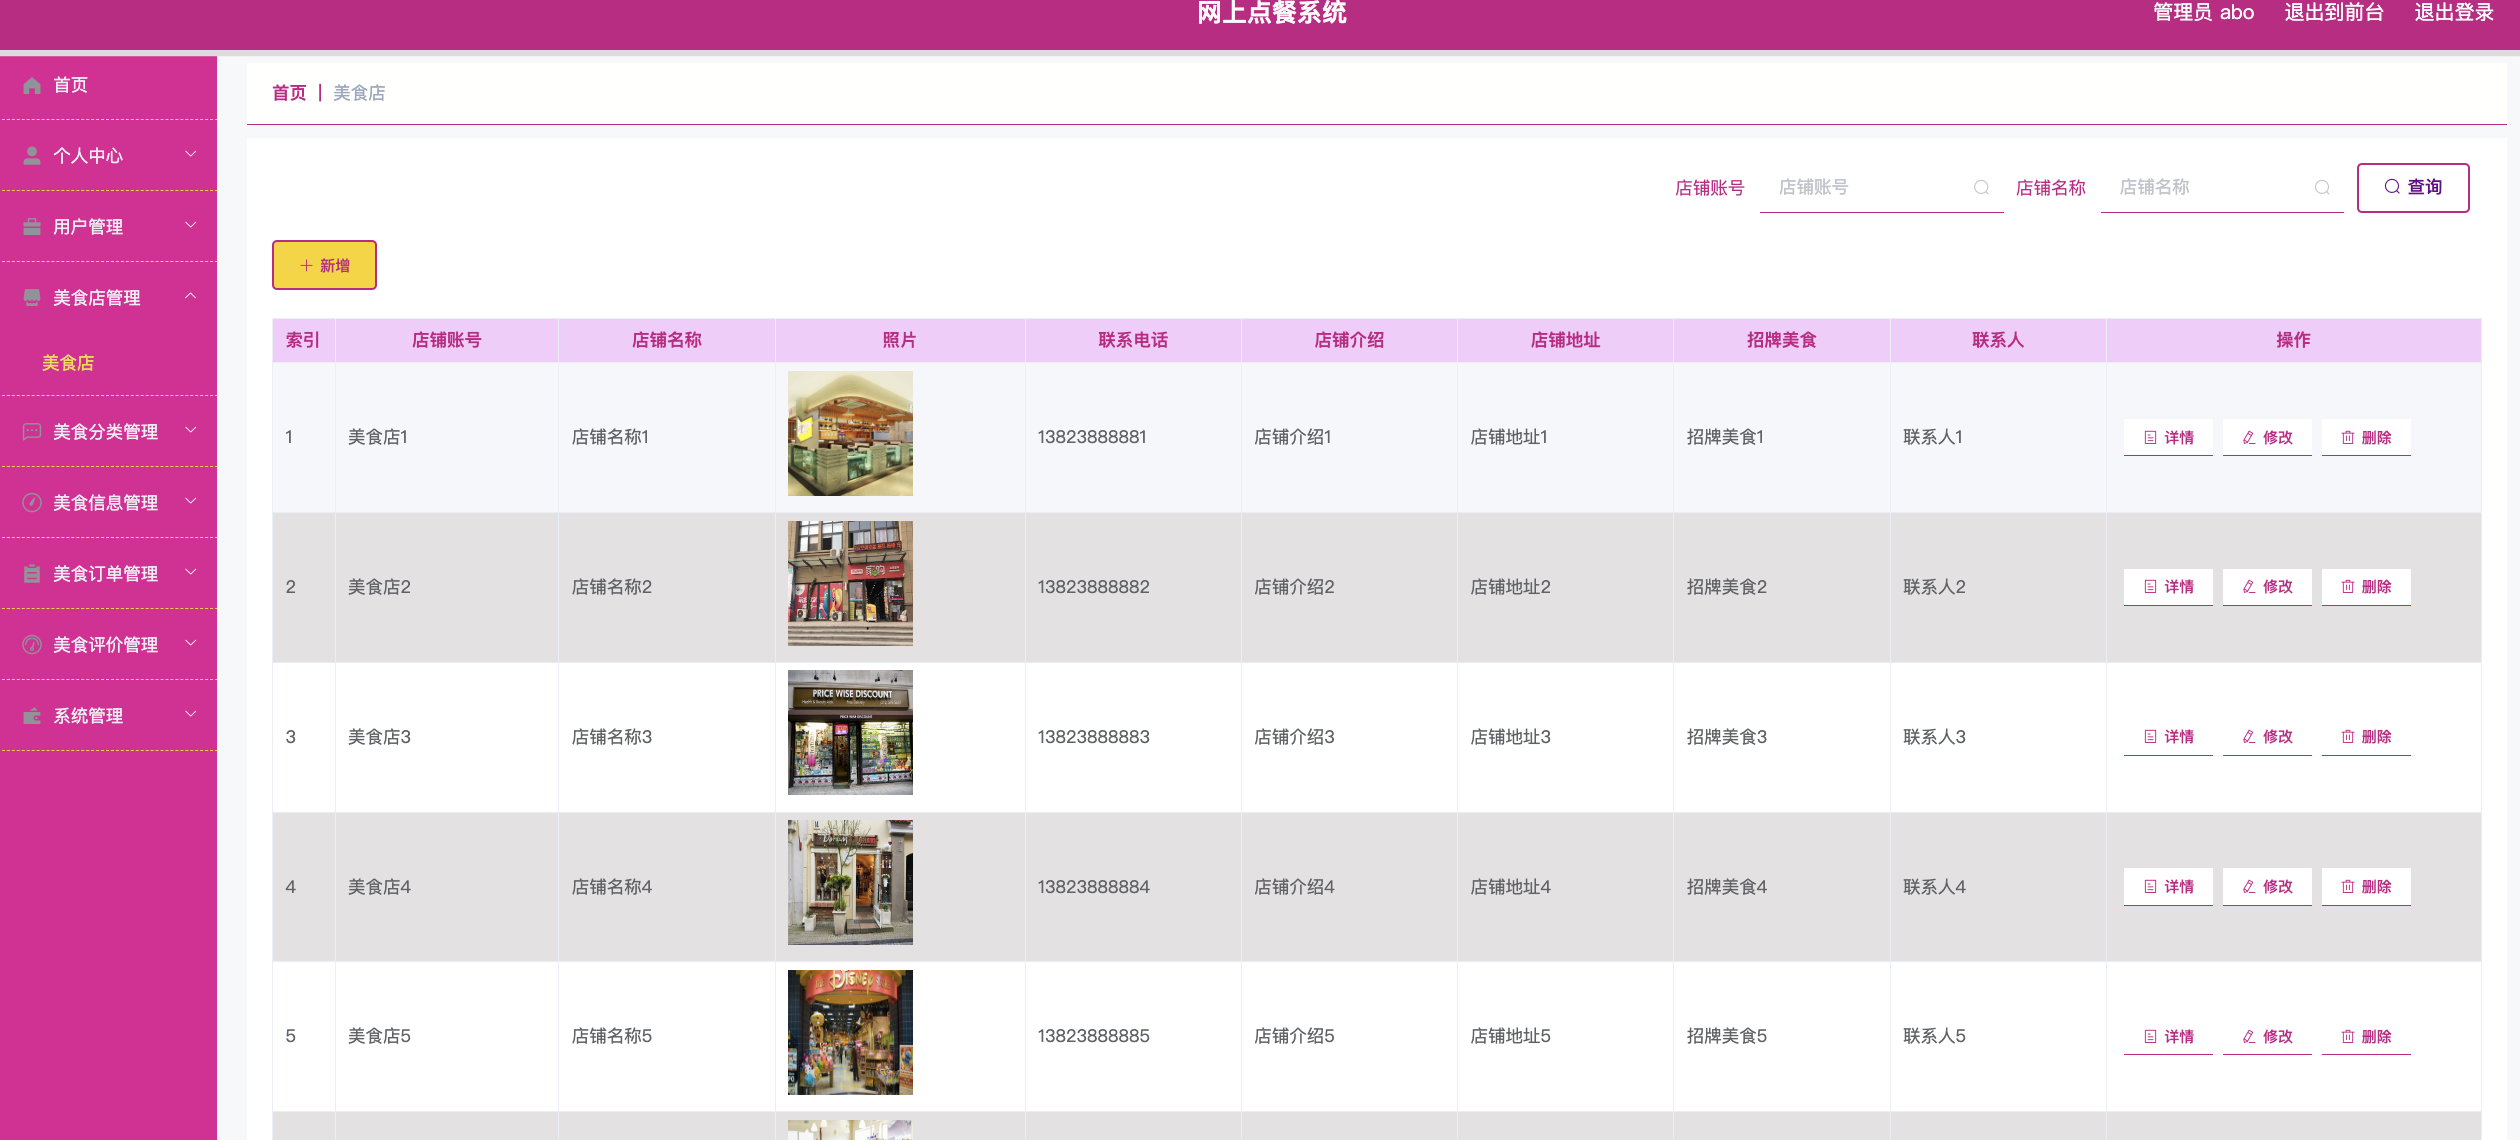 网上点餐系统
管理员 abo 退出到前台 退出登录
首页
个人中心
用户管理
美食店管理
美食店
美食分类管理
美食信息管理
美食订单管理
美食评价管理
系统管理
首页 | 美食店
店铺账号 店铺账号 店铺名称 店铺名称 查询
新增
索引 店铺账号 店铺名称 照片 联系电话 店铺介绍 店铺地址 招牌美食 联系人 操作
1 美食店1 店铺名称1 13823888881 店铺介绍1 店铺地址1 招牌美食1 联系人1 详情 修改 删除
2 美食店2 店铺名称2 13823888882 店铺介绍2 店铺地址2 招牌美食2 联系人2 详情 修改 删除
PRICE WISE DISCOUNT
3 美食店3 店铺名称3 13823888883 店铺介绍3 店铺地址3 招牌美食3 联系人3 详情 修改 删除
4 美食店4 店铺名称4 13823888884 店铺介绍4 店铺地址4 招牌美食4 联系人4 详情 修改 删除
DISNEY
5 美食店5 店铺名称5 13823888885 店铺介绍5 店铺地址5 招牌美食5 联系人5 详情 修改 删除